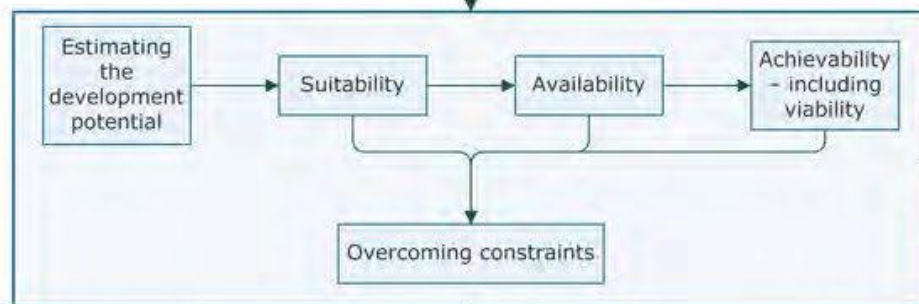 Estimating
the
development
potential
Suitability
Availability
Achievability
– including
viability
Overcoming constraints